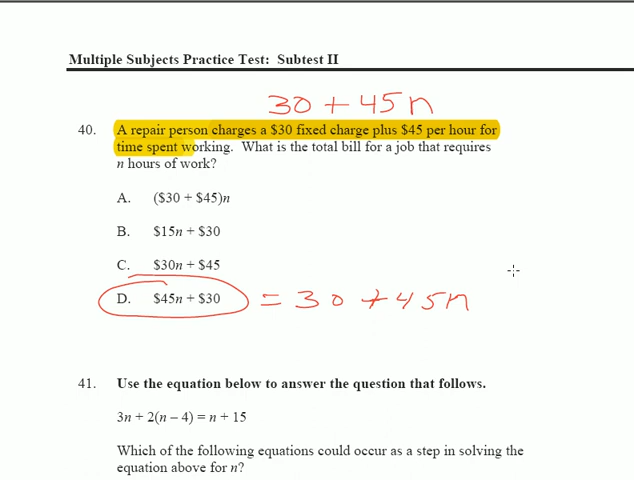 Multiple Subjects Practice Test: Subtest II
30 + 45n
40. A repair person charges a $30 fixed charge plus $45 per hour for
time spent working. What is the total bill for a job that requires
n hours of work?
A. ($30 + $45)n
B. $15n + $30
C. $30n + $45
D. $45n + $30 = 30 + 45n
41. Use the equation below to answer the question that follows.
3n + 2(n – 4) = n + 15
Which of the following equations could occur as a step in solving the
equation above for n?